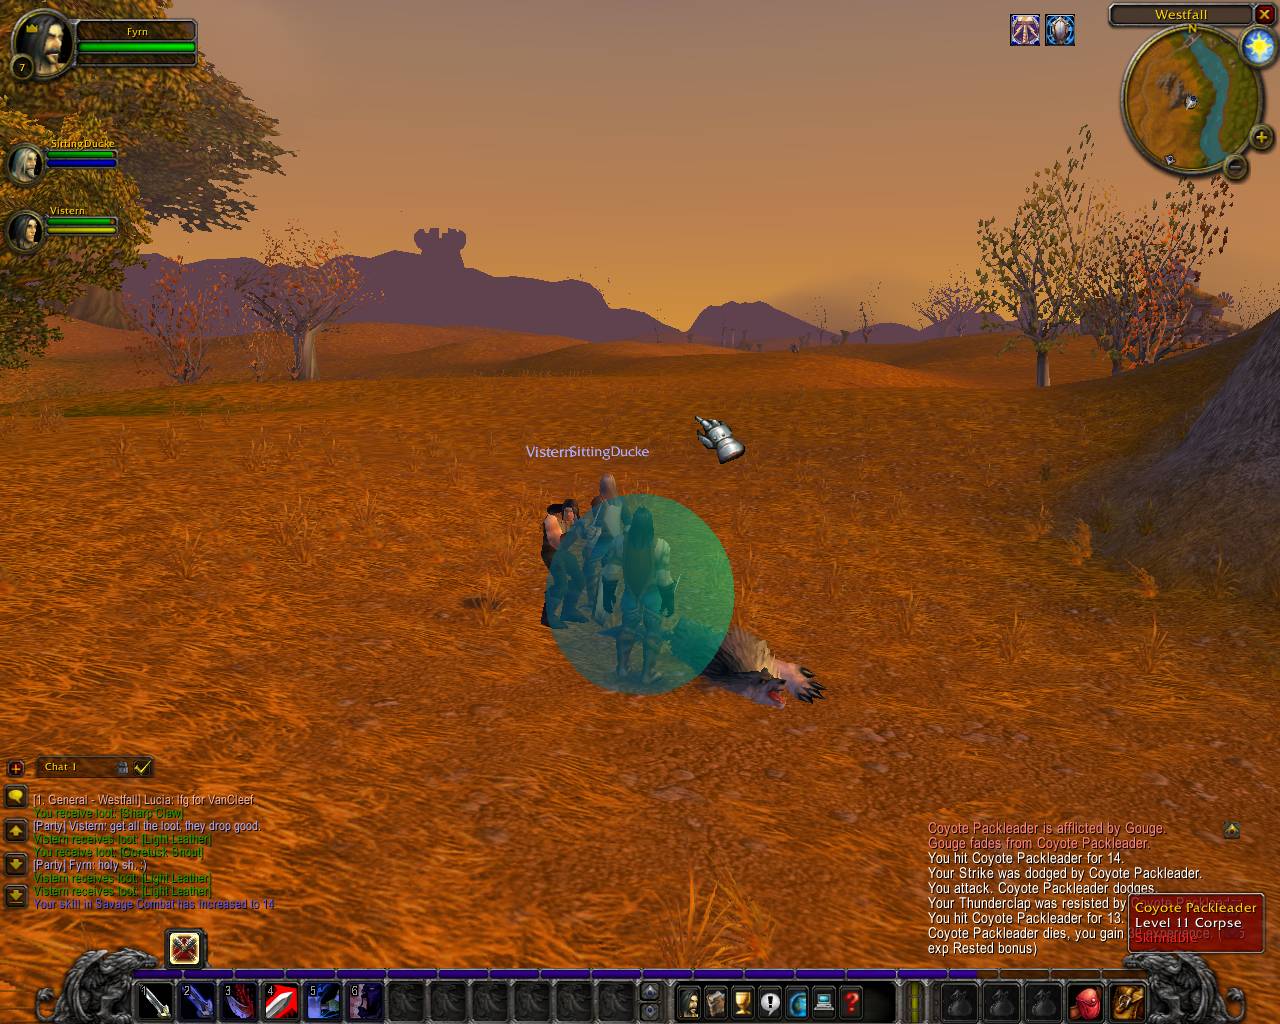 Fyrn
7
SittingDucke
Vistern
Westfall
N
Vistern
SittingDucke
Chat 1
[1. General - Westfall] Lucia: lfg for VanCleef
You receive loot: [Sharp Claw]
[Party] Vistern: get all the loot, they drop good.
Vistern receives loot: [Light Leather]
You receive loot: [Goretusk Snout]
[Party] Fyrn: holy sh, :)
Vistern receives loot: [Light Leather]
Vistern receives loot: [Light Leather]
Your skill in Savage Combat has increased to 14.
Coyote Packleader is afflicted by Gouge.
Gouge fades from Coyote Packleader.
You hit Coyote Packleader for 14.
Your Strike was dodged by Coyote Packleader.
You attack. Coyote Packleader dodges.
Your Thunderclap was resisted by Coyote Packleader
You hit Coyote Packleader for 13.
Coyote Packleader dies, you gain experience. (
exp Rested bonus)
Coyote Packleader
Level 11 Corpse
Skinnable
1 2 3 4 5 6